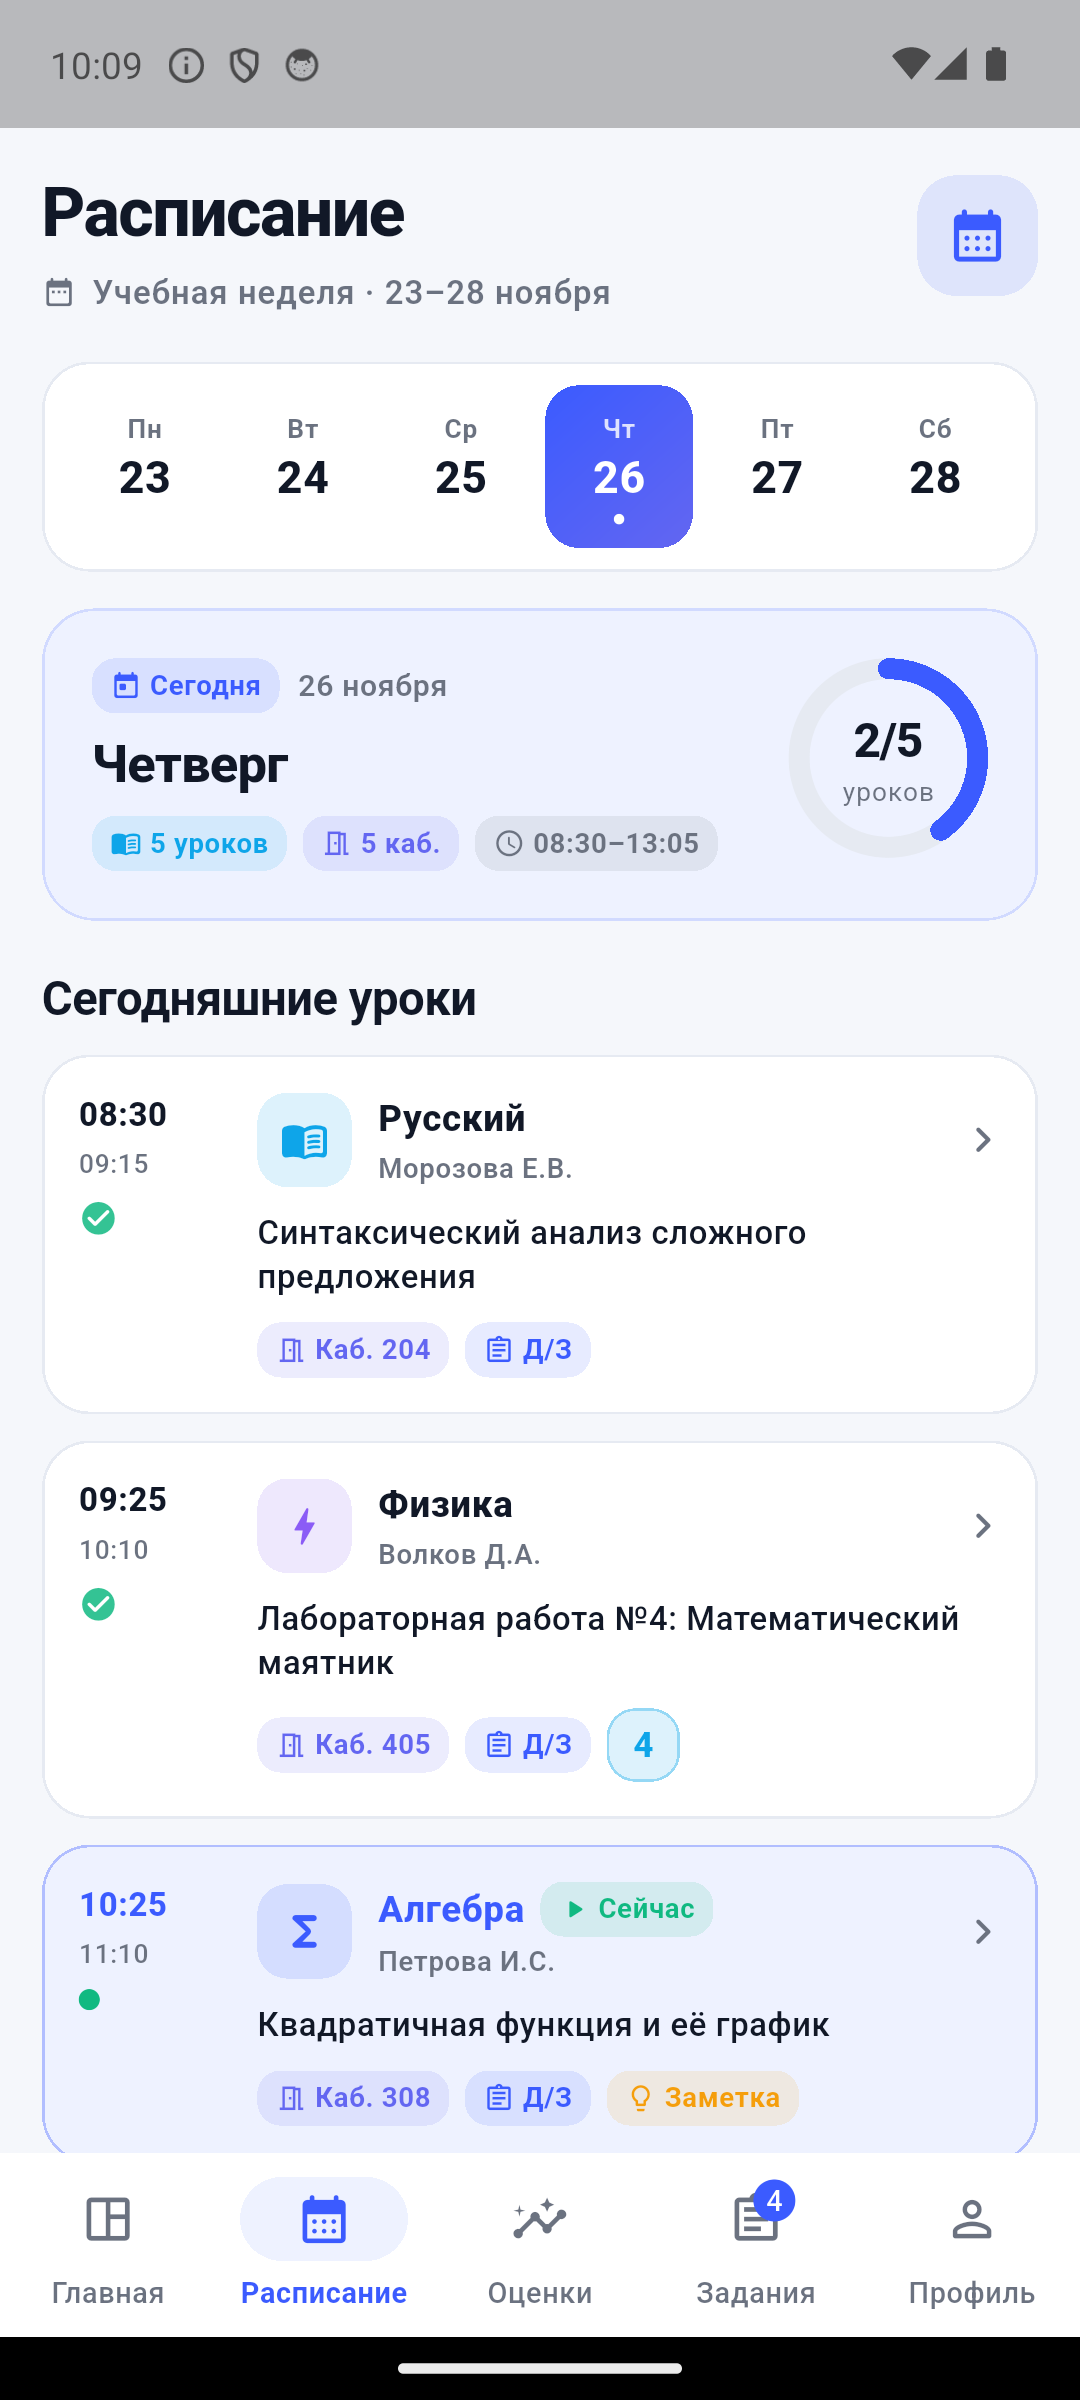 10:09
Расписание
Учебная неделя · 23–28 ноября
Пн Вт Ср Чт Пт Сб
23 24 25 26 27 28
Сегодня 26 ноября
Четверг
2/5
уроков
5 уроков 5 каб. 08:30–13:05
Сегодняшние уроки
08:30
09:15
Русский
Морозова Е.В.
Синтаксический анализ сложного
предложения
Каб. 204 Д/З
09:25
10:10
Физика
Волков Д.А.
Лабораторная работа №4: Математический
маятник
Каб. 405 Д/З 4
10:25
11:10
Алгебра Сейчас
Петрова И.С.
Квадратичная функция и её график
Каб. 308 Д/З Заметка
4
Главная Расписание Оценки Задания Профиль